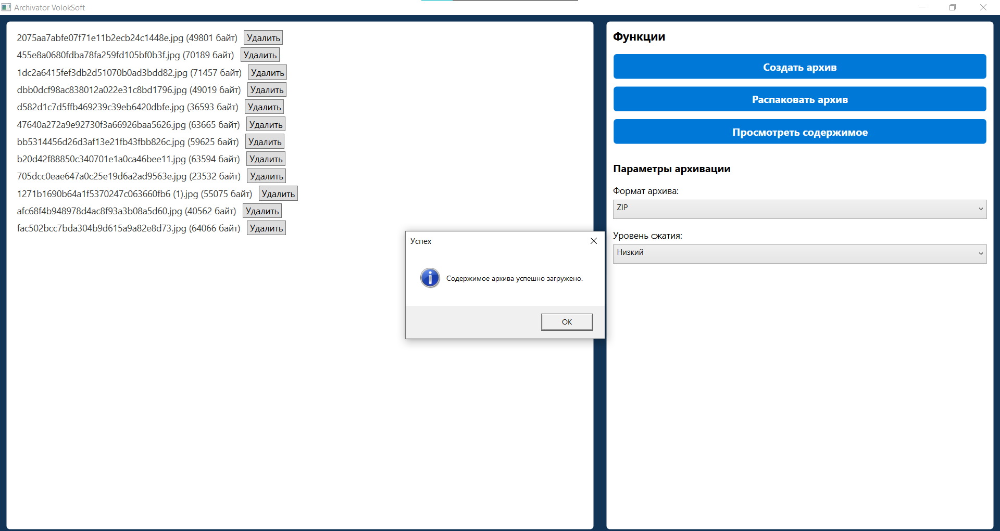 Archivator VolokSoft
2075aa7abfe07f71e11b2ecb24c1448e.jpg (49801 байт) Удалить
455e8a0680fdba78fa259fd105bf0b3f.jpg (70189 байт) Удалить
1dc2a6415fef3db2d51070b0ad3bdd82.jpg (71457 байт) Удалить
dbb0dcf98ac838012a022e31c8bd1796.jpg (49019 байт) Удалить
d582d1c7d5ffb469239c39eb6420dbfe.jpg (36593 байт) Удалить
47640a272a9e92730f3a66926baa5626.jpg (63665 байт) Удалить
bb5314456d26d3af13e21fb43fbb826c.jpg (59625 байт) Удалить
b20d42f88850c340701e1a0ca46bee11.jpg (63594 байт) Удалить
705dcc0eae647a0c25e19d6a2ad9563e.jpg (23532 байт) Удалить
1271b1690b64a1f5370247c063660fb6 (1).jpg (55075 байт) Удалить
afc68f4b948978d4ac8f93a3b08a5d60.jpg (40562 байт) Удалить
fac502bcc7bda304b9d615a9a82e8d73.jpg (64066 байт) Удалить
Успех
Содержимое архива успешно загружено.
OK
Функции
Создать архив
Распаковать архив
Просмотреть содержимое
Параметры архивации
Формат архива:
ZIP
Уровень сжатия:
Низкий